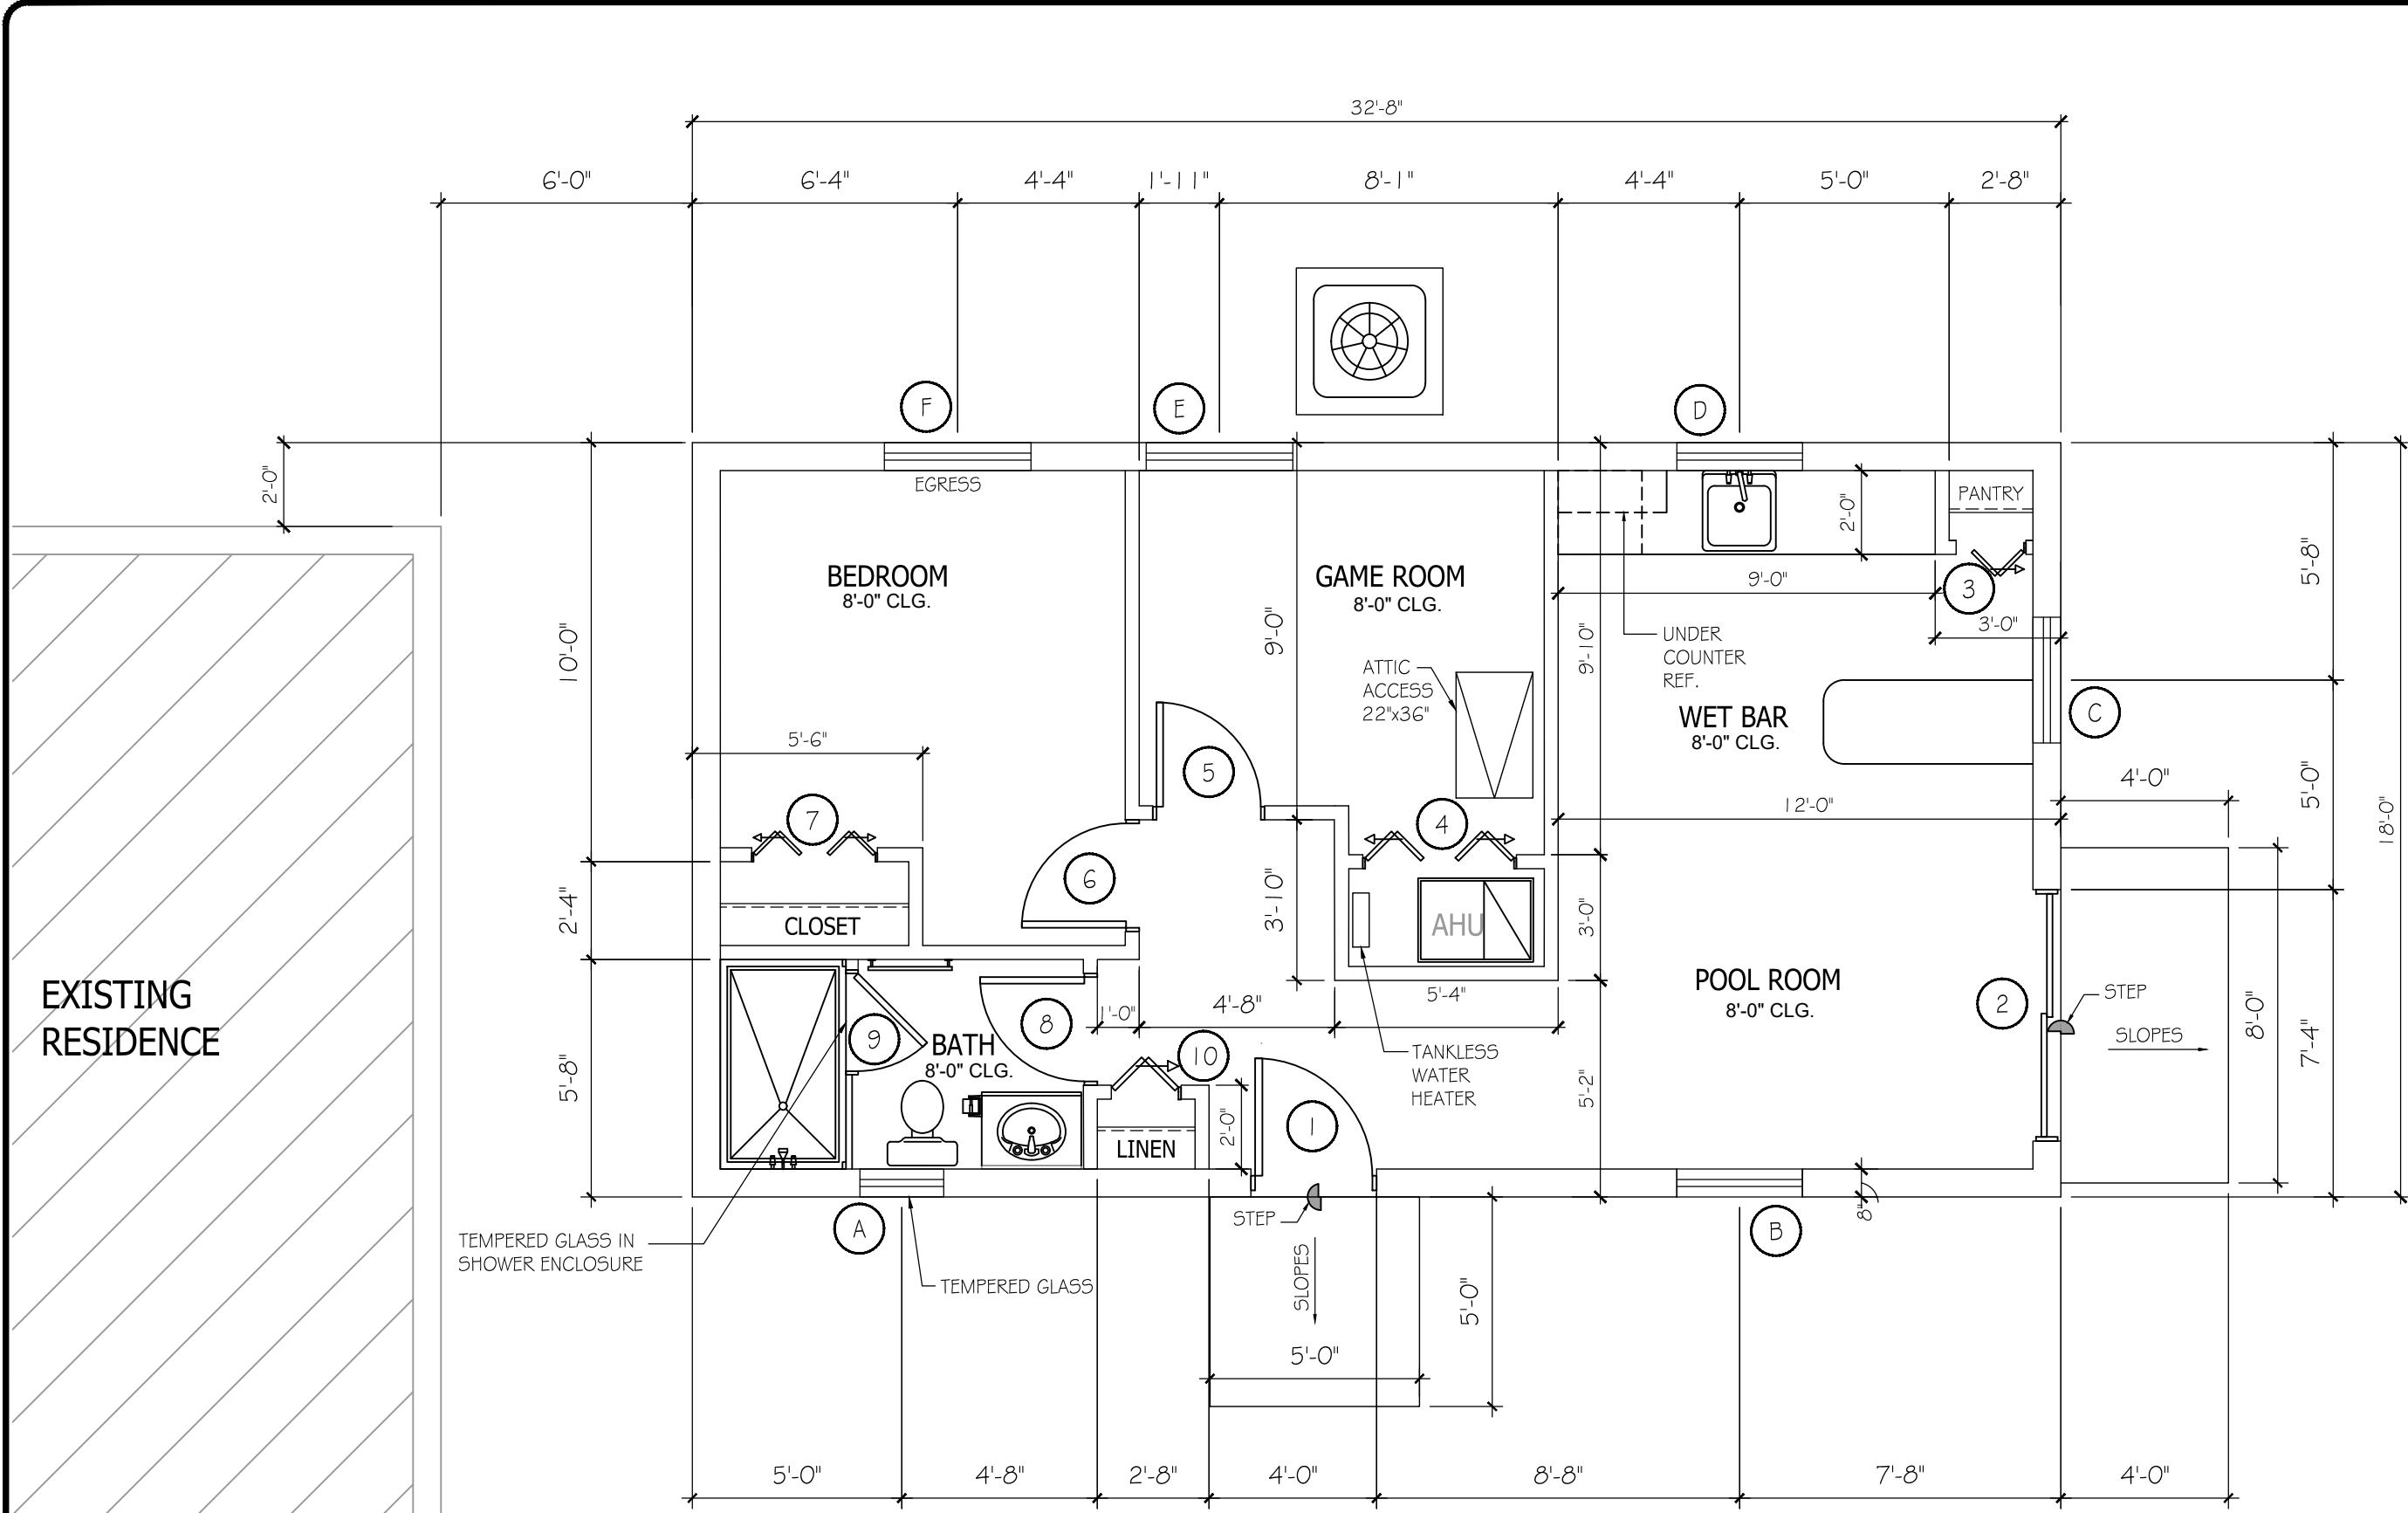 32'-8"
6'-0" 6'-4" 4'-4" 1'-11" 8'-1" 4'-4" 5'-0" 2'-8"
F E D
2'-0"
EGRESS
2'-0"
PANTRY
5'-8"
BEDROOM
8'-0" CLG.
GAME ROOM
8'-0" CLG.
9'-0"
3
3'-0"
10'-0"
9'-0"
9'-10"
UNDER
COUNTER
REF.
ATTIC
ACCESS
22"x36"
WET BAR
8'-0" CLG.
C
5'-6"
5
4'-0"
5'-0"
18'-0"
12'-0"
7
4
6
2'-4"
CLOSET
3'-10"
AHU
3'-0"
EXISTING
RESIDENCE
POOL ROOM
8'-0" CLG.
2
STEP
SLOPES
8'-0"
7'-4"
5'-4"
1'-0" 4'-8"
8
9
BATH
8'-0" CLG.
10
TANKLESS
WATER
HEATER
5'-8"
5'-2"
2'-0"
1
LINEN
A
STEP
8"
B
TEMPERED GLASS IN
SHOWER ENCLOSURE
TEMPERED GLASS
SLOPES
5'-0"
5'-0"
5'-0" 4'-8" 2'-8" 4'-0" 8'-8" 7'-8" 4'-0"